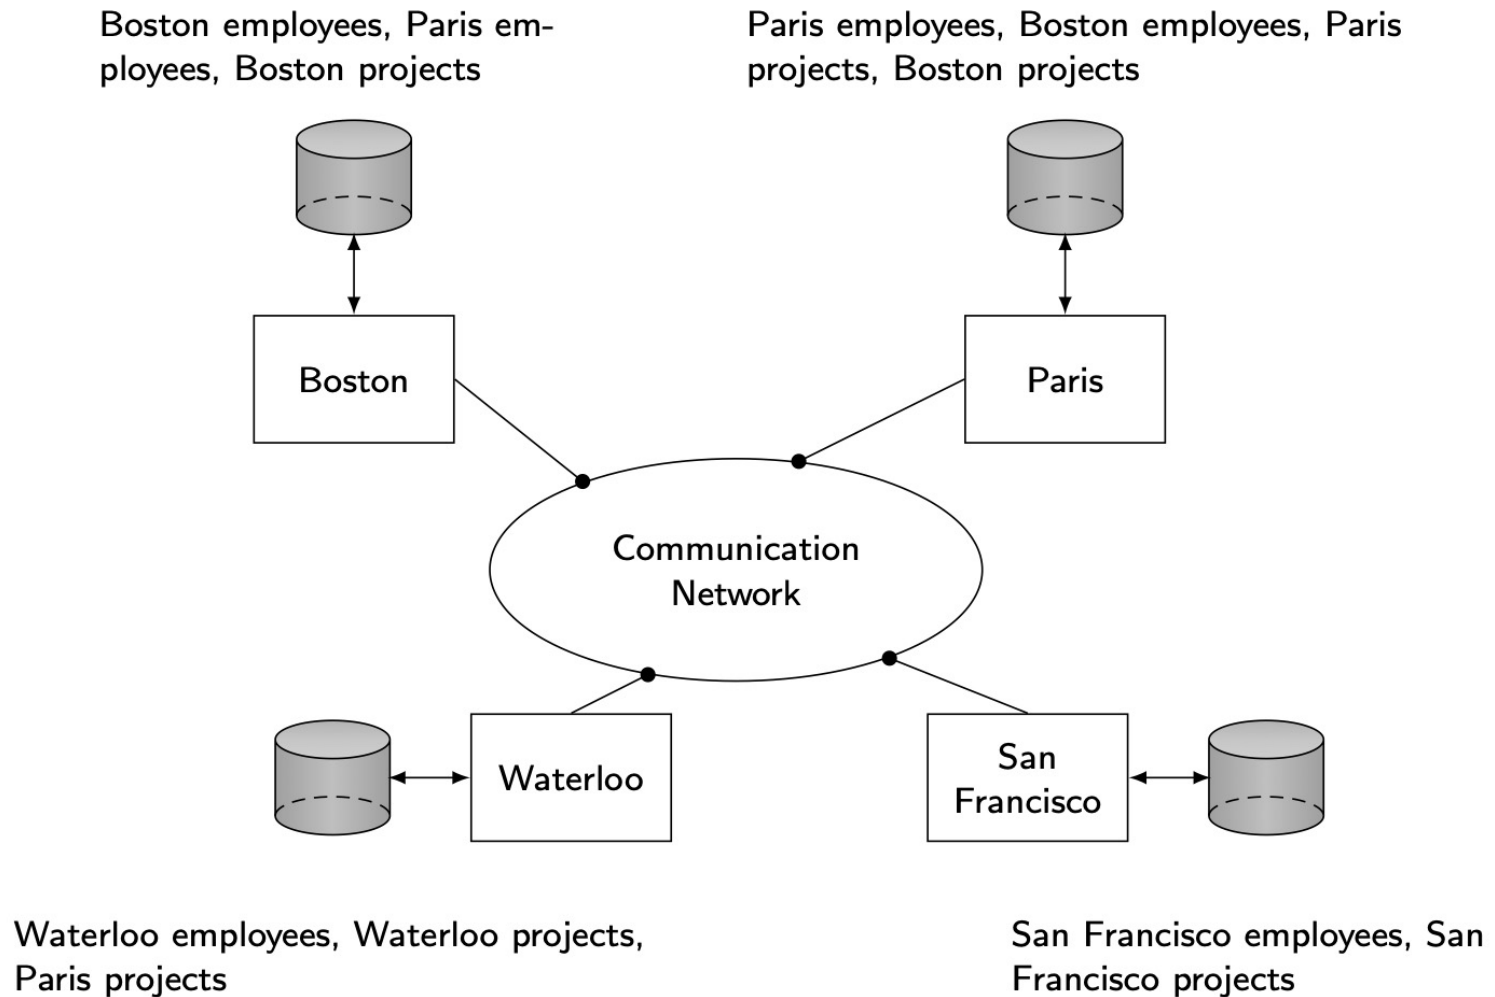 Boston employees, Paris em-
ployees, Boston projects
Paris employees, Boston employees, Paris
projects, Boston projects
Boston
Paris
Communication
Network
Waterloo
San
Francisco
Waterloo employees, Waterloo projects,
Paris projects
San Francisco employees, San
Francisco projects